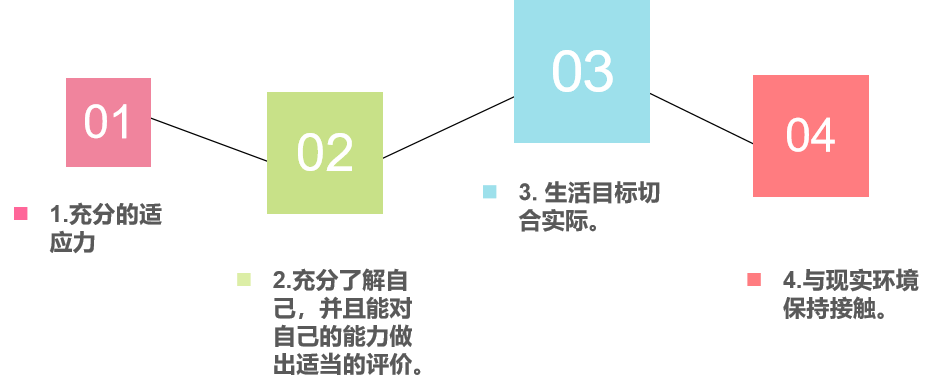 01
02
03
04
1.充分的适
应力
2.充分了解自
己，并且能对
自己的能力做
出适当的评价。
3. 生活目标切
合实际。
4.与现实环境
保持接触。